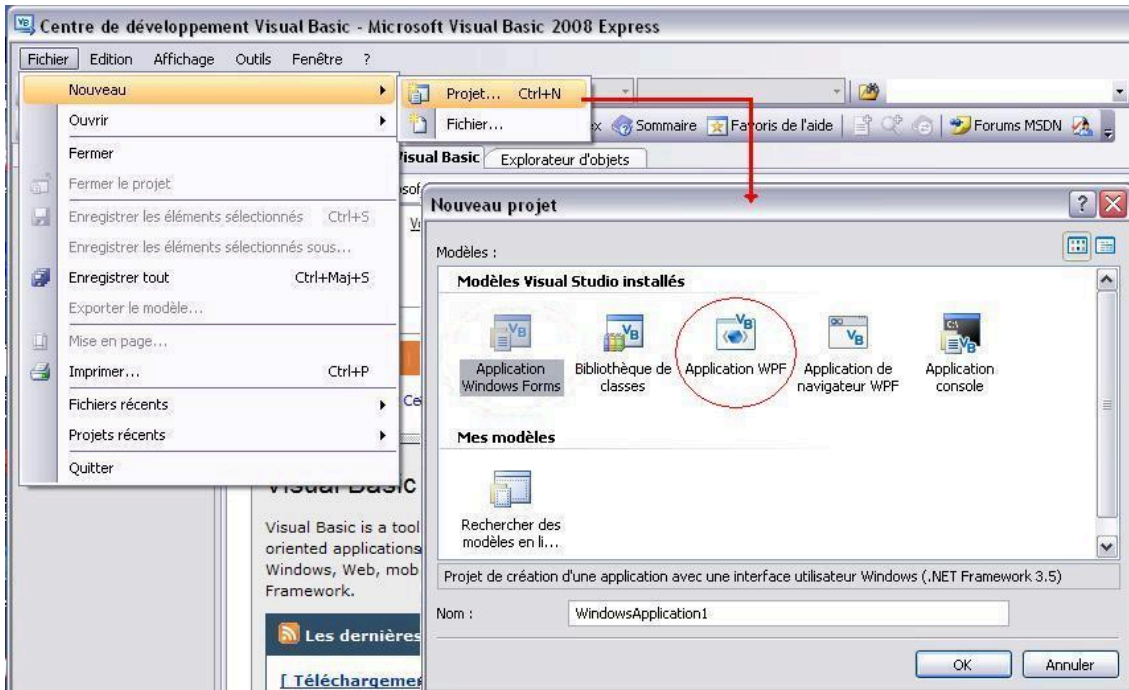 Centre de développement Visual Basic - Microsoft Visual Basic 2008 Express
Fichier Edition Affichage Outils Fenêtre ?
Nouveau
Projet... Ctrl+N
Ouvrir
Fichier...
Sommaire Favoris de l'aide Forums MSDN
Fermer
Visual Basic Explorateur d'objets
Fermer le projet
Enregistrer les éléments sélectionnés Ctrl+S
Enregistrer les éléments sélectionnés sous...
Enregistrer tout Ctrl+Maj+S
Exporter le modèle...
Mise en page...
Imprimer... Ctrl+P
Fichiers récents
Projets récents
Quitter
Nouveau projet
Modèles :
Modèles Visual Studio installés
Application Windows Forms
Bibliothèque de classes
Application WPF
Application de navigateur WPF
Application console
Mes modèles
Rechercher des modèles en li...
Projet de création d'une application avec une interface utilisateur Windows (.NET Framework 3.5)
Nom : WindowsApplication1
OK Annuler
Visual Basic
Visual Basic is a tool
oriented applications
Windows, Web, mob
Framework.
Les dernières
[ Téléchargeme